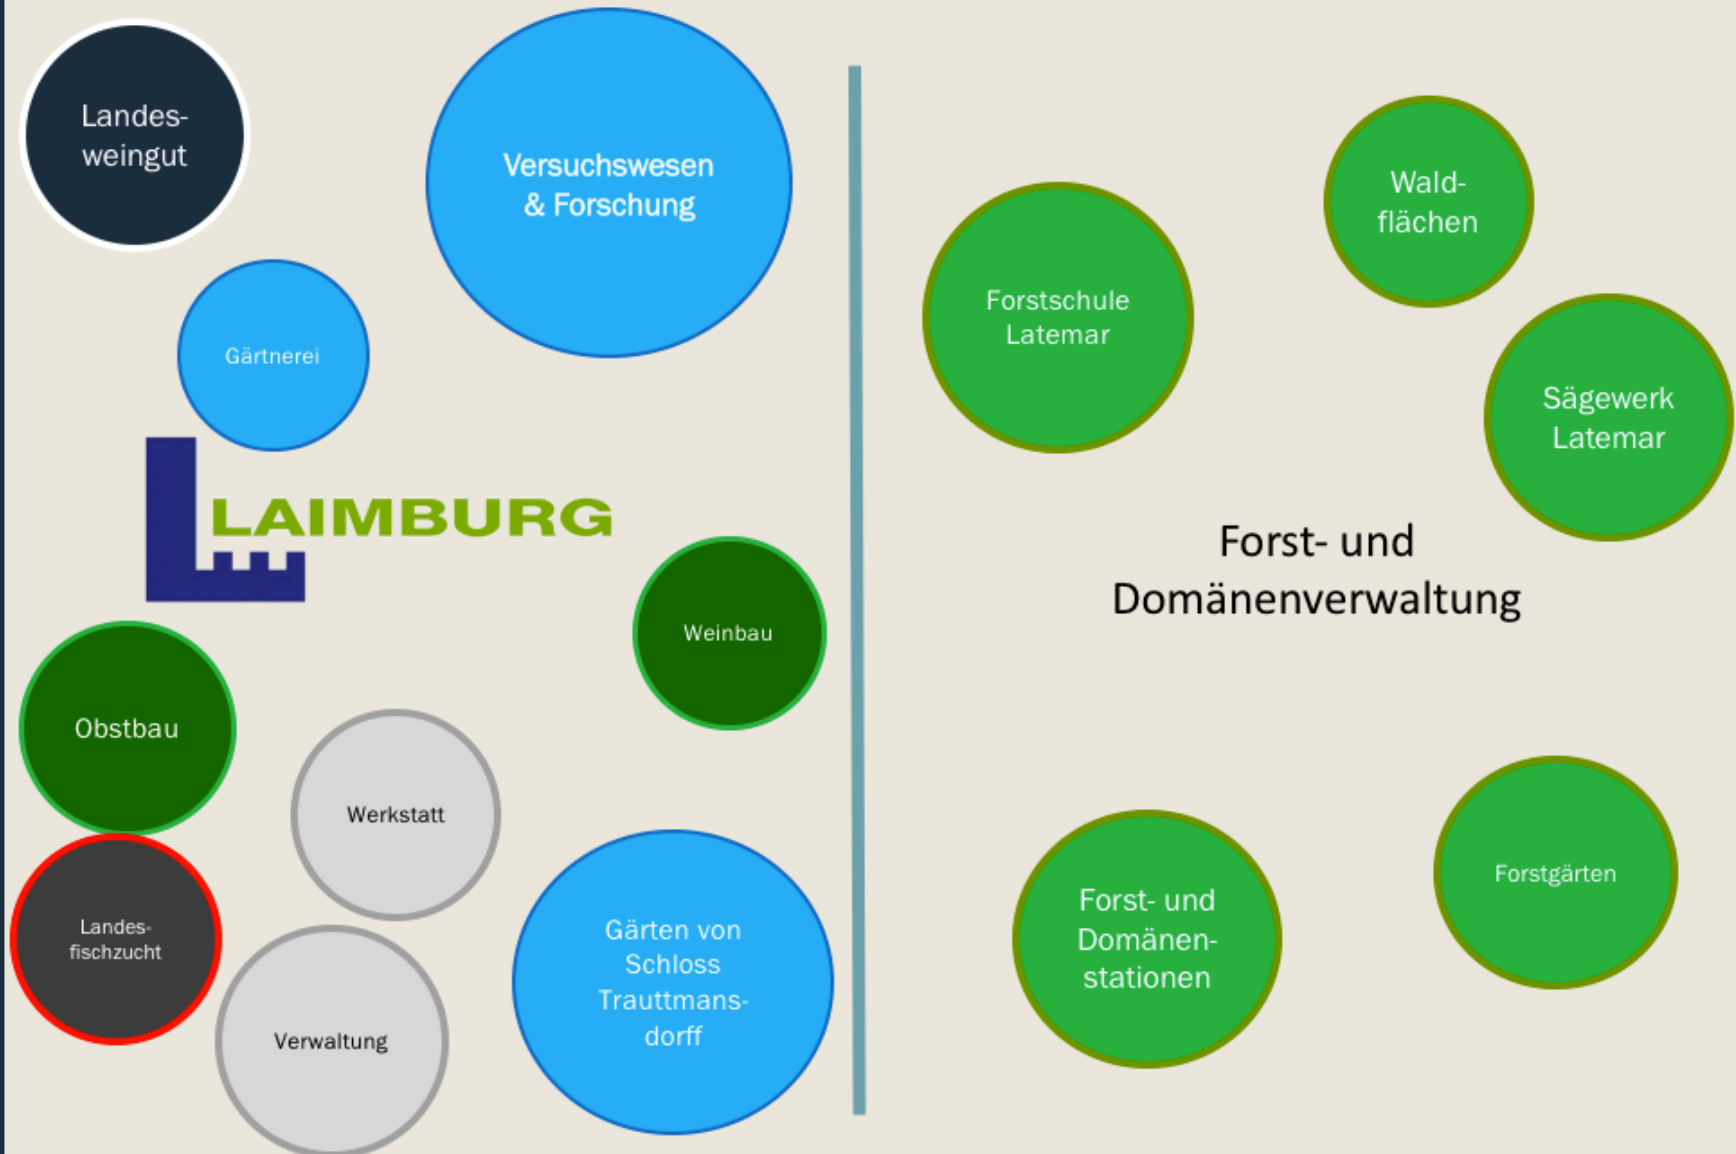 Landes-
weingut
Versuchswesen
& Forschung
Gärtnerei
LAIMBURG
Weinbau
Obstbau
Werkstatt
Landes-
fischzucht
Verwaltung
Gärten von
Schloss
Trauttmans-
dorff
Wald-
flächen
Forstschule
Latemar
Sägewerk
Latemar
Forst- und
Domänenverwaltung
Forst- und
Domänen-
stationen
Forstgärten